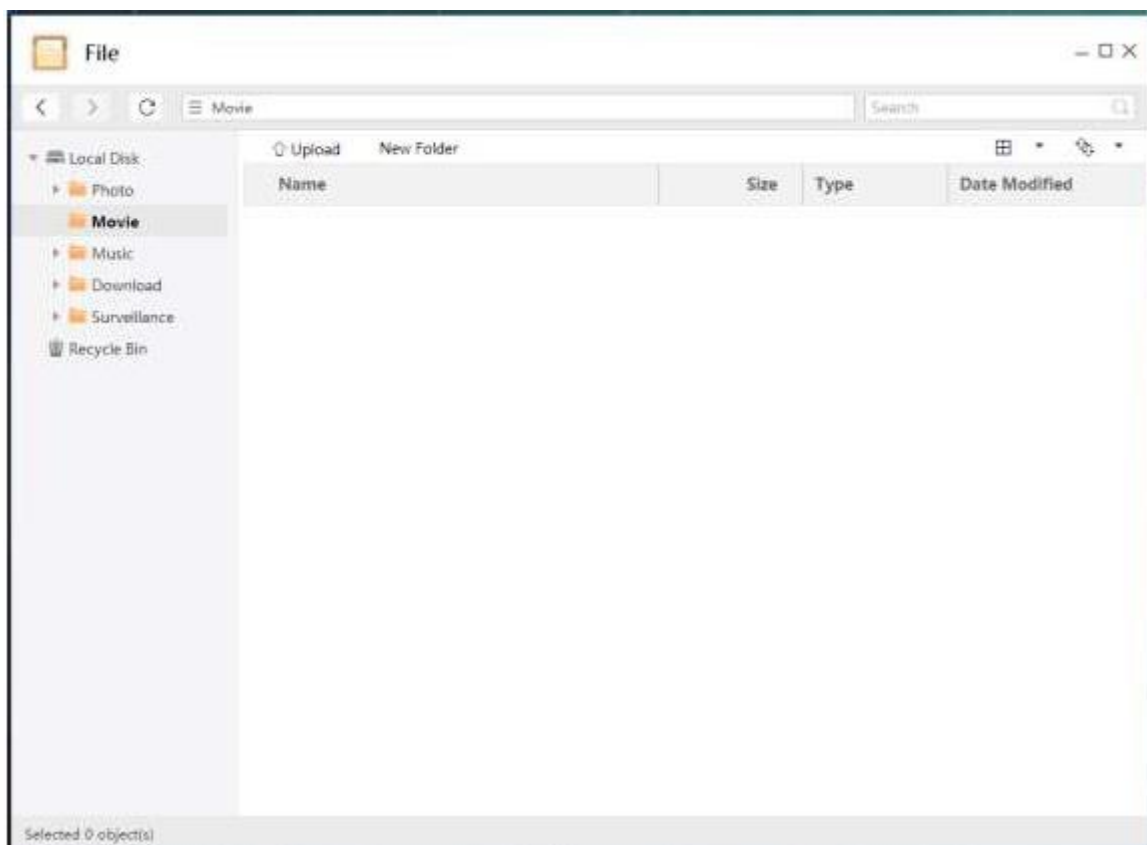 File
Movie
Search
Local Disk
Photo
Movie
Music
Download
Surveillance
Recycle Bin
Upload New Folder
Name Size Type Date Modified
Selected 0 object(s)